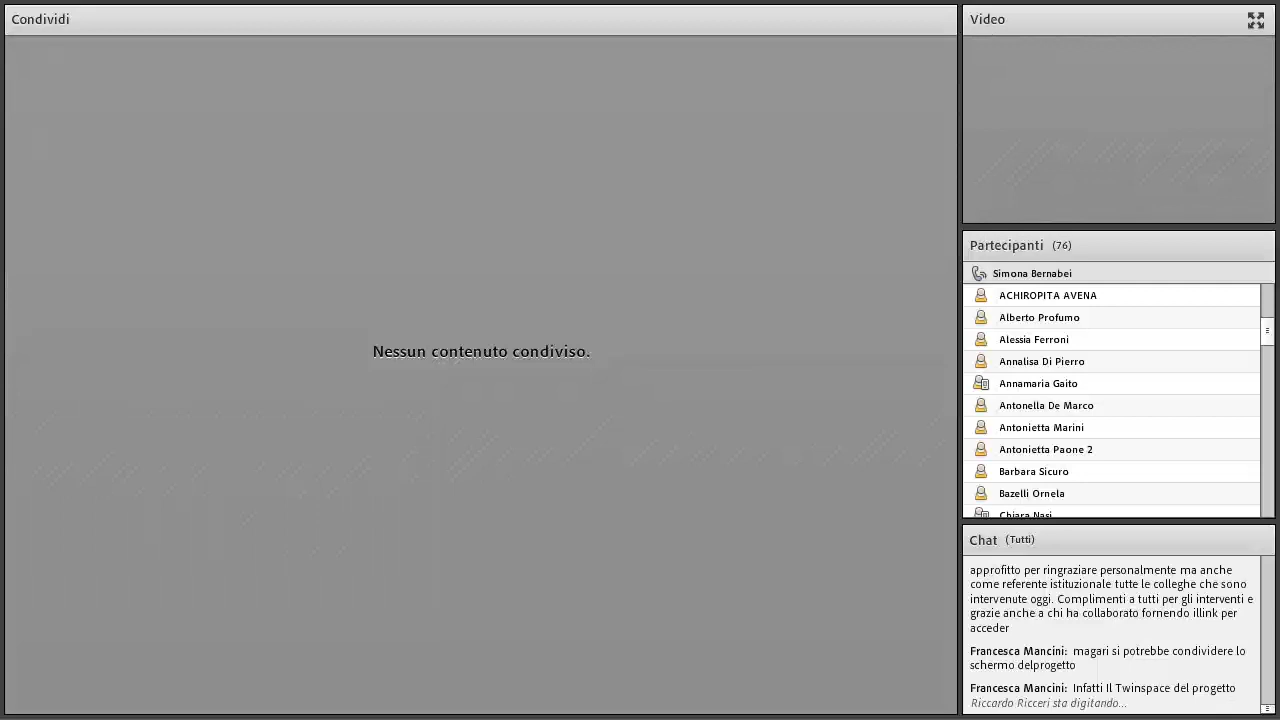 Condividi
Nessun contenuto condiviso.
Video
Partecipanti (76)
Simona Bernabei
ACHIROPITA AVENA
Alberto Profumo
Alessia Ferroni
Annalisa Di Pierro
Annamaria Gaito
Antonella De Marco
Antonietta Marini
Antonietta Paone 2
Barbara Sicuro
Bazelli Ornela
Chiara Nasi
Chat (Tutti)
approfitto per ringraziare personalmente ma anche
come referente istituzionale tutte le colleghe che sono
intervenute oggi. Complimenti a tutti per gli interventi e
grazie anche a chi ha collaborato fornendo illink per
acceder
Francesca Mancini: magari si potrebbe condividere lo
schermo delprogetto
Francesca Mancini: Infatti Il Twinspace del progetto
Riccardo Ricceri sta digitando...